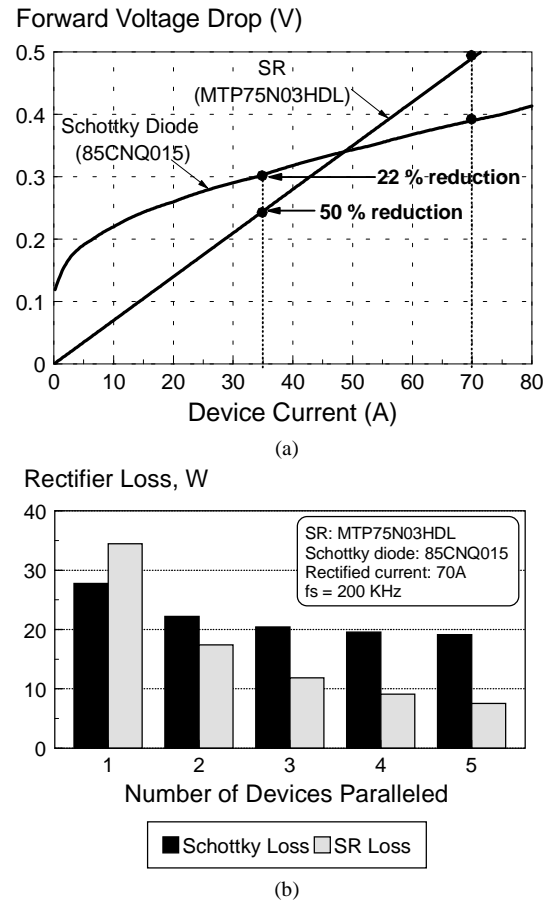 Forward Voltage Drop (V)
0.5
0.4
0.3
0.2
0.1
0
SR
(MTP75N03HDL)
Schottky Diode
(85CNQ015)
22 % reduction
50 % reduction
0 10 20 30 40 50 60 70 80
Device Current (A)
(a)
Rectifier Loss, W
40
30
20
10
0
SR: MTP75N03HDL
Schottky diode: 85CNQ015
Rectified current: 70A
fs = 200 KHz
1 2 3 4 5
Number of Devices Paralleled
Schottky Loss SR Loss
(b)